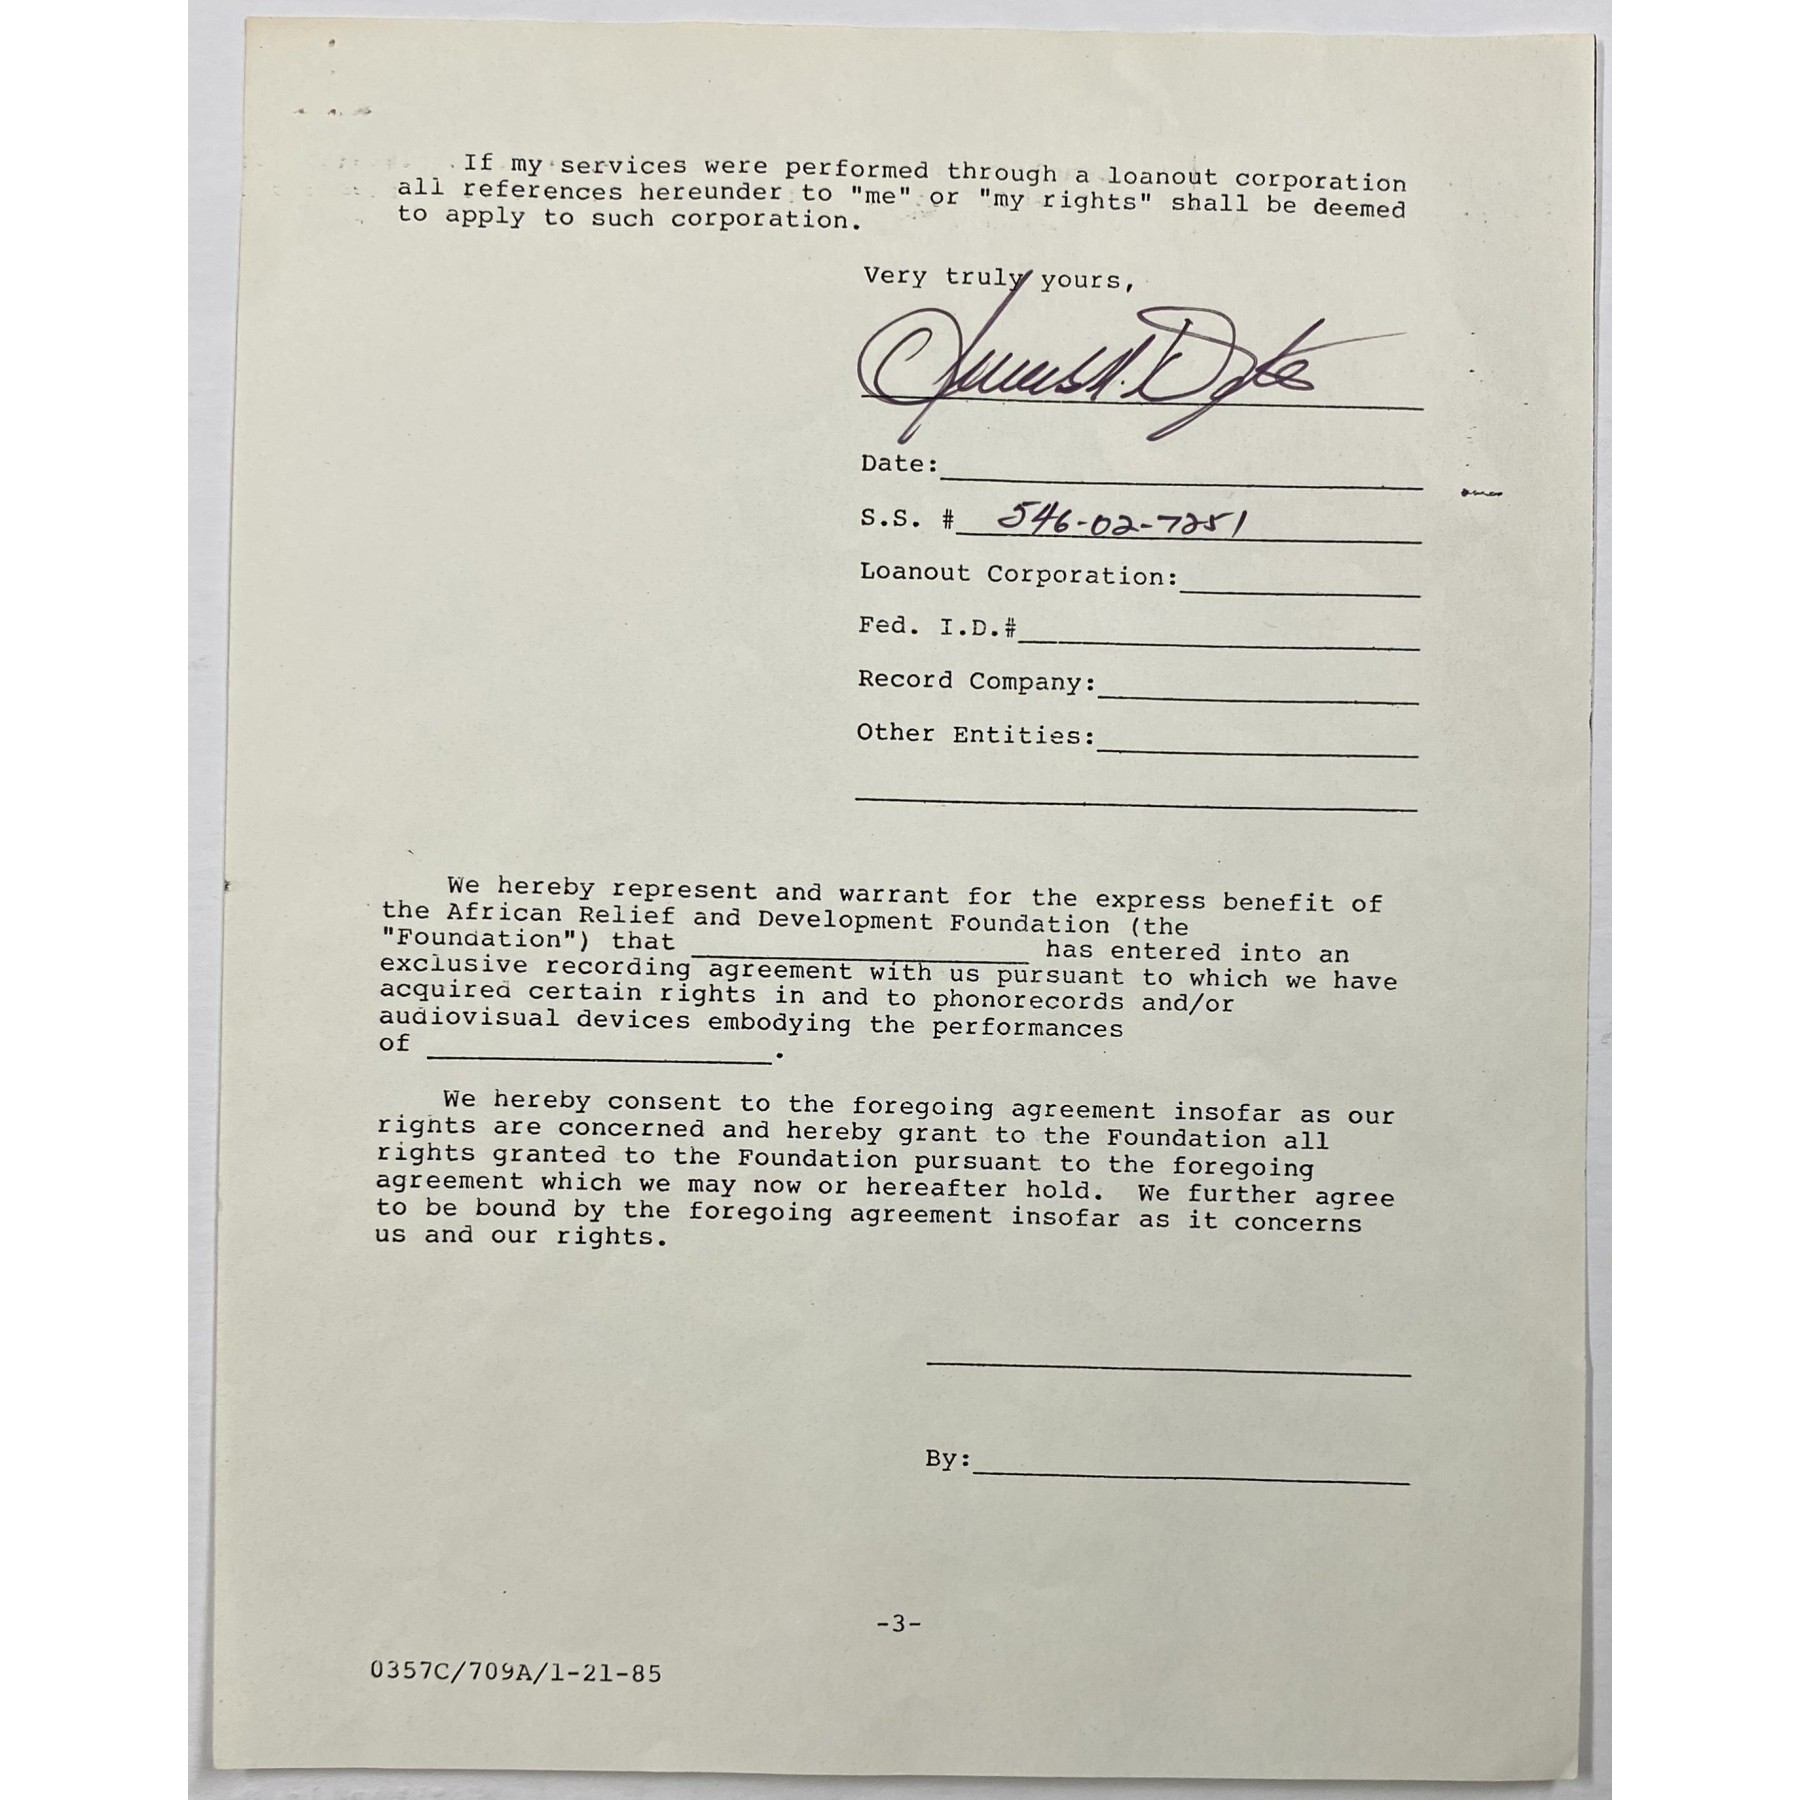 If my services were performed through a loanout corporation
all references hereunder to "me" or "my rights" shall be deemed
to apply to such corporation.
Very truly yours,
Date:
S.S. # 546-02-7251
Loanout Corporation:
Fed. I.D.#
Record Company:
Other Entities:
We hereby represent and warrant for the express benefit of
the African Relief and Development Foundation (the
"Foundation") that has entered into an
exclusive recording agreement with us pursuant to which we have
acquired certain rights in and to phonorecords and/or
audiovisual devices embodying the performances
of .
We hereby consent to the foregoing agreement insofar as our
rights are concerned and hereby grant to the Foundation all
rights granted to the Foundation pursuant to the foregoing
agreement which we may now or hereafter hold. We further agree
to be bound by the foregoing agreement insofar as it concerns
us and our rights.
By:
-3-
0357C/709A/1-21-85